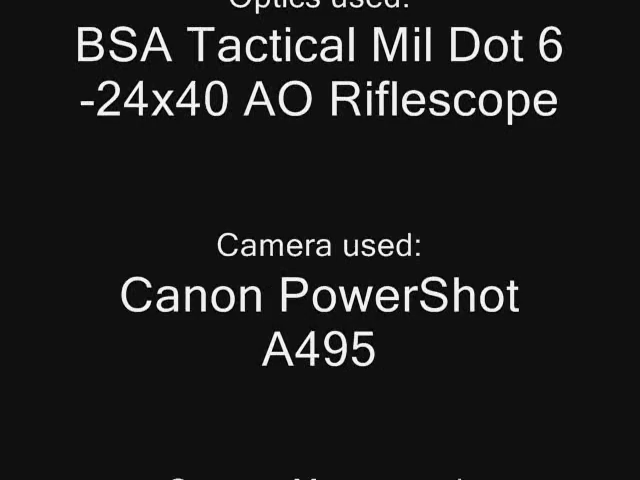 Optics used:
BSA Tactical Mil Dot 6
-24x40 AO Riflescope
Camera used:
Canon PowerShot
A495